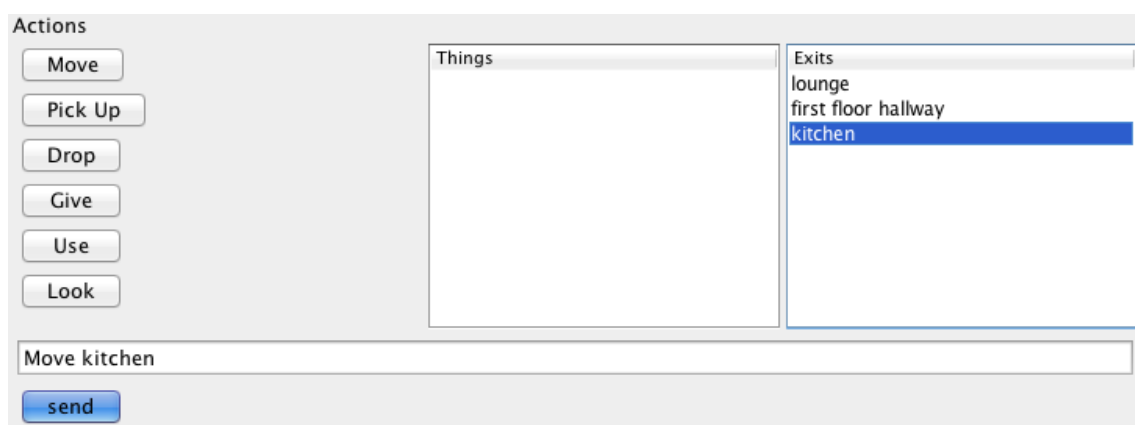 Actions
Move
Pick Up
Drop
Give
Use
Look
Things
Exits
lounge
first floor hallway
kitchen
Move kitchen
send